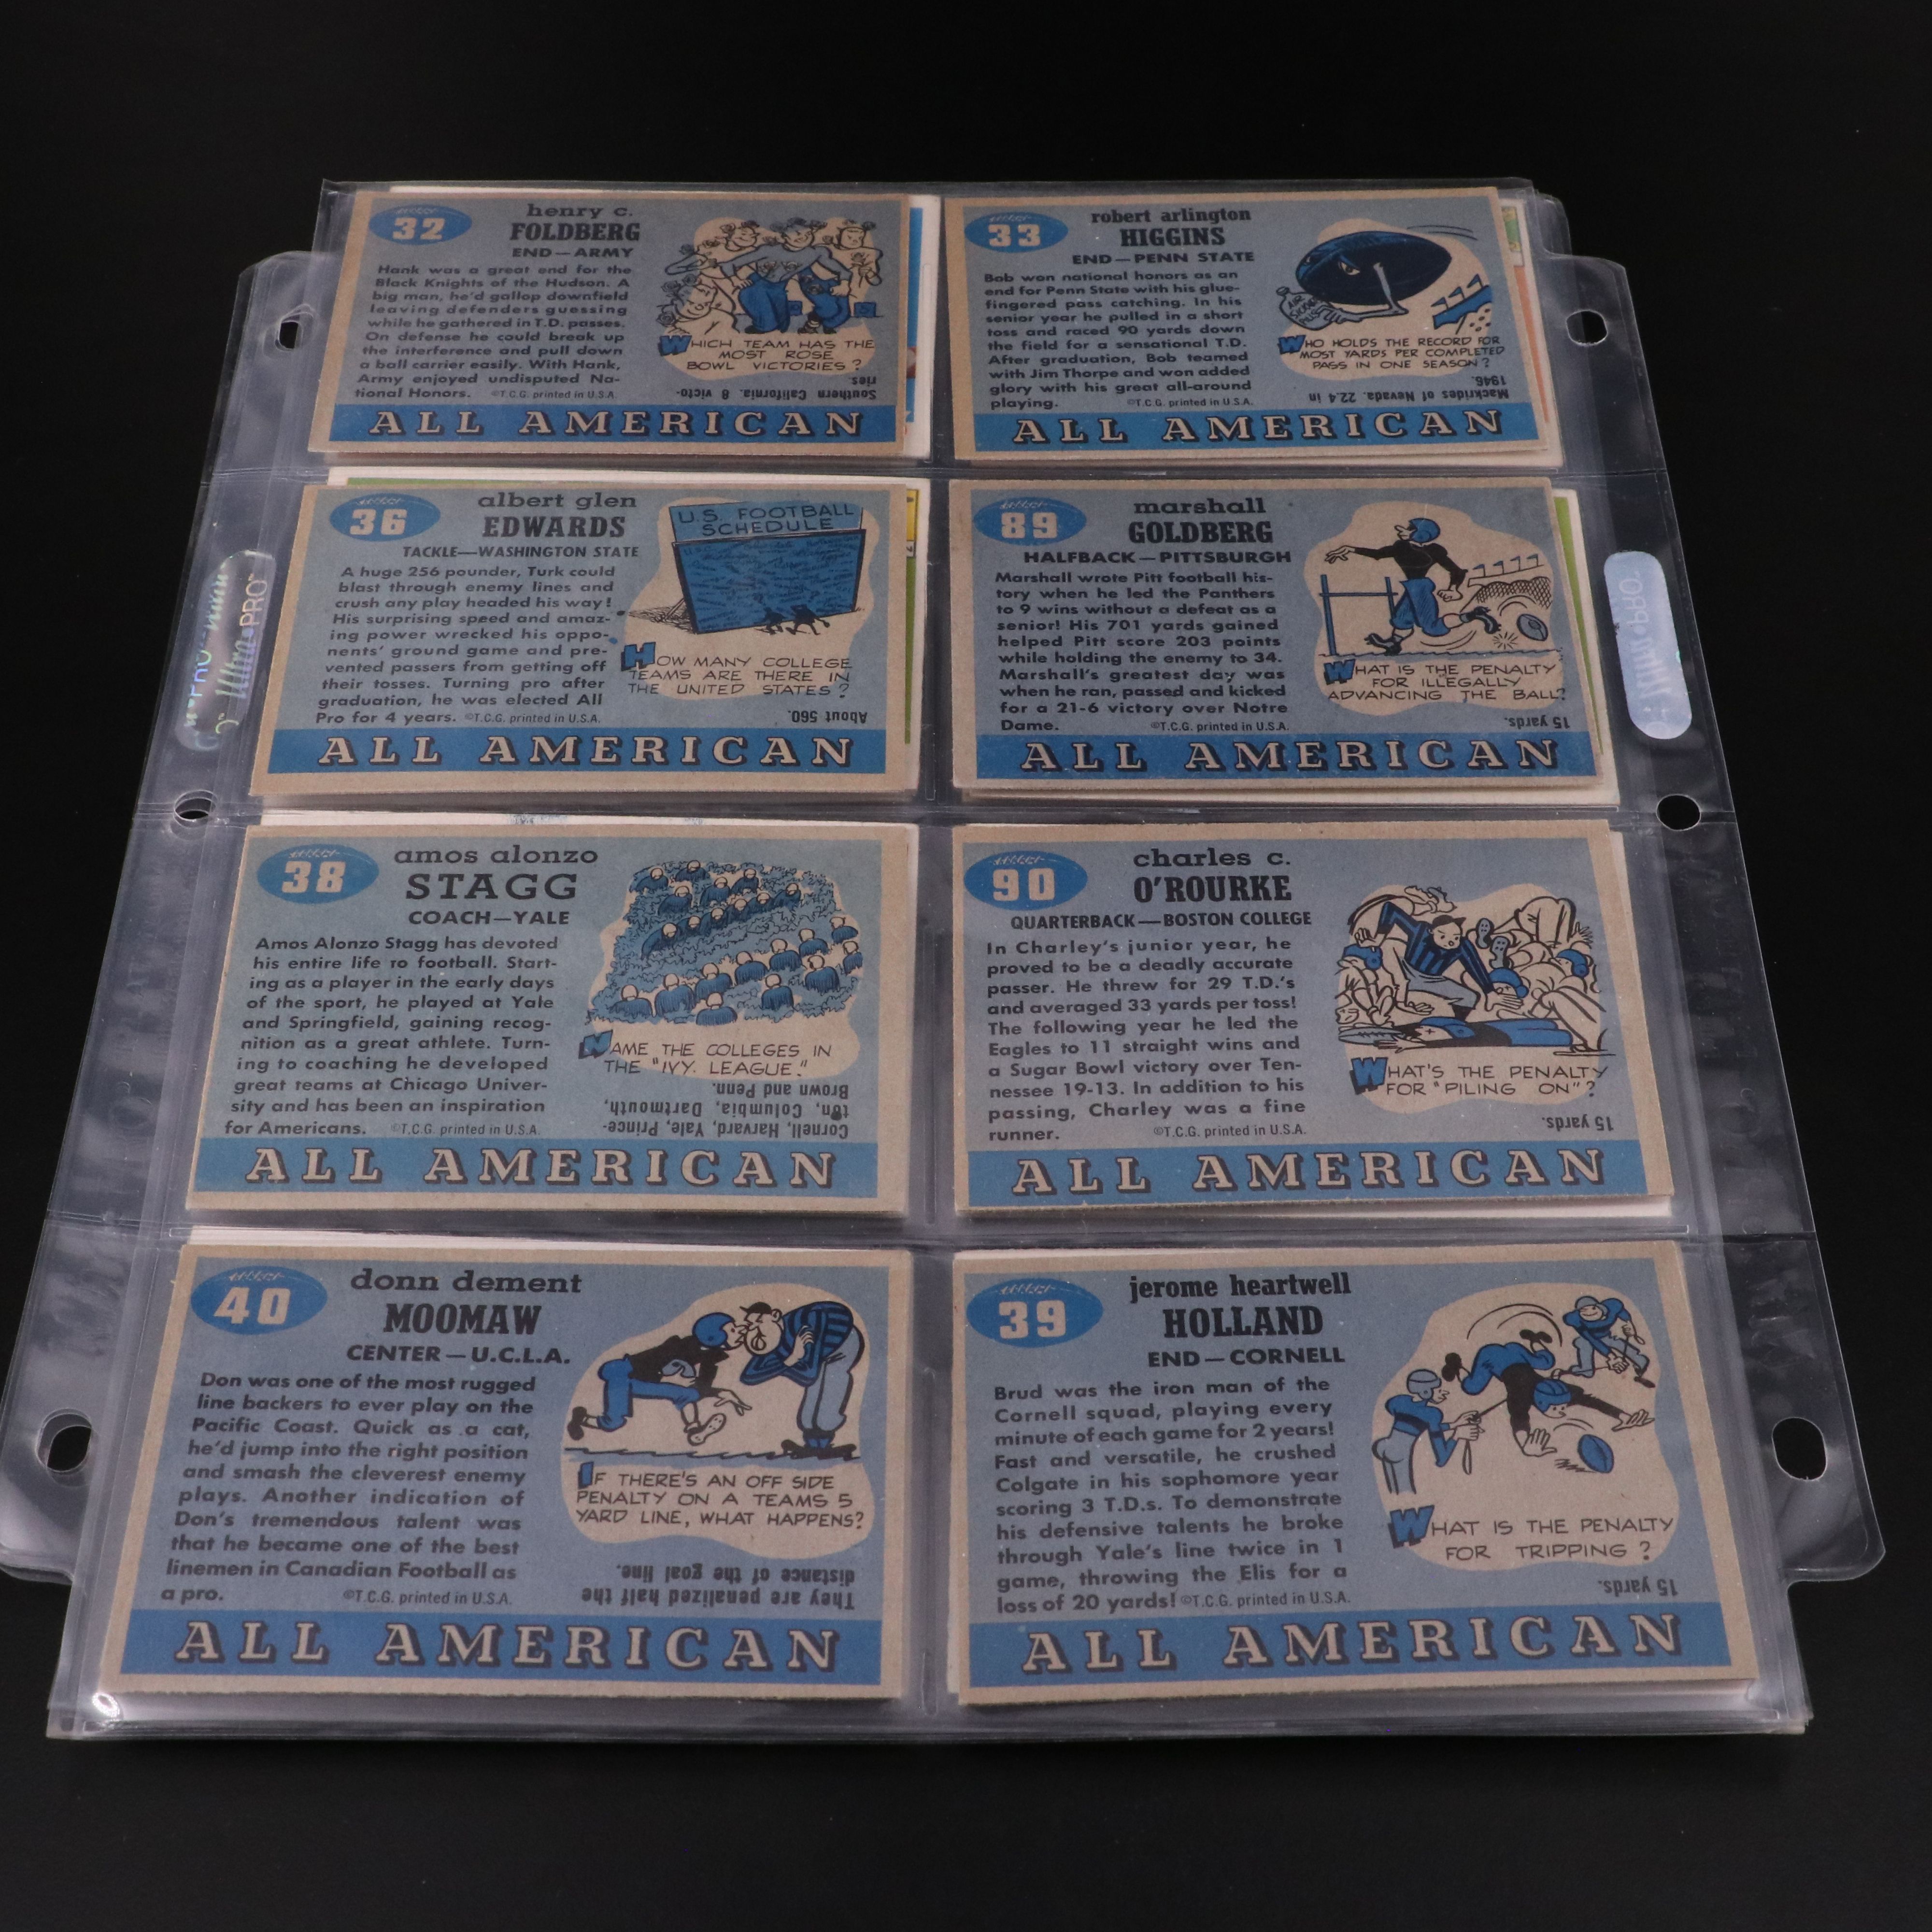 32
henry c.
FOLDBERG
END—ARMY
Hank was a great end for the
Black Knights of the Hudson. A
big man, he'd gallop downfield
leaving defenders guessing
while he gathered in T.D. passes.
On defense he could break up
the interference and pull down
a ball carrier easily. With Hank,
Army enjoyed undisputed Na-
tional Honors. ©T.C.G. printed in U.S.A.
WHICH TEAM HAS THE
MOST ROSE
BOWL VICTORIES?
Southern California. 8 victo-
ries
ALL AMERICAN
33
robert arlington
HIGGINS
END—PENN STATE
Bob won national honors as an
end for Penn State with his glue-
fingered pass catching. In his
senior year he pulled in a short
toss and raced 90 yards down
the field for a sensational T.D.
After graduation, Bob teamed
with Jim Thorpe and won added
glory with his great all-around
playing. ©T.C.G. printed in U.S.A.
WHO HOLDS THE RECORD FOR
MOST YARDS PER COMPLETED
PASS IN ONE SEASON?
Mackrides of Nevada. 22.4 in
1946.
ALL AMERICAN
36
albert glen
EDWARDS
TACKLE—WASHINGTON STATE
A huge 256 pounder, Turk could
blast through enemy lines and
crush any play headed his way!
His surprising speed and amaz-
ing power wrecked his oppo-
nents' ground game and pre-
vented passers from getting off
their tosses. Turning pro after
graduation, he was elected All
Pro for 4 years. ©T.C.G. printed in U.S.A.
U.S. FOOTBALL
SCHEDULE
HOW MANY COLLEGE
TEAMS ARE THERE IN
THE UNITED STATES?
About 560.
ALL AMERICAN
89
marshall
GOLDBERG
HALFBACK—PITTSBURGH
Marshall wrote Pitt football his-
tory when he led the Panthers
to 9 wins without a defeat as a
senior! His 701 yards gained
helped Pitt score 203 points
while holding the enemy to 34.
Marshall's greatest day was
when he ran, passed and kicked
for a 21-6 victory over Notre
Dame. ©T.C.G. printed in U.S.A.
WHAT IS THE PENALTY
FOR ILLEGALLY
ADVANCING THE BALL?
15 yards.
ALL AMERICAN
Ultra•PRO
Ultra•PRO
38
amos alonzo
STAGG
COACH—YALE
Amos Alonzo Stagg has devoted
his entire life ro football. Start-
ing as a player in the early days
of the sport, he played at Yale
and Springfield, gaining recog-
nition as a great athlete. Turn-
ing to coaching he developed
great teams at Chicago Univer-
sity and has been an inspiration
for Americans. ©T.C.G. printed in U.S.A.
NAME THE COLLEGES IN
THE "IVY. LEAGUE."
Cornell, Harvard, Yale, Prince-
ton, Columbia, Dartmouth,
Brown and Penn.
ALL AMERICAN
90
charles c.
O'ROURKE
QUARTERBACK—BOSTON COLLEGE
In Charley's junior year, he
proved to be a deadly accurate
passer. He threw for 29 T.D.'s
and averaged 33 yards per toss!
The following year he led the
Eagles to 11 straight wins and
a Sugar Bowl victory over Ten-
nessee 19-13. In addition to his
passing, Charley was a fine
runner. ©T.C.G. printed in U.S.A.
WHAT'S THE PENALTY
FOR "PILING ON"?
15 yards.
ALL AMERICAN
40
donn dement
MOOMAW
CENTER—U.C.L.A.
Don was one of the most rugged
line backers to ever play on the
Pacific Coast. Quick as a cat,
he'd jump into the right position
and smash the cleverest enemy
plays. Another indication of
Don's tremendous talent was
that he became one of the best
linemen in Canadian Football as
a pro. ©T.C.G. printed in U.S.A.
IF THERE'S AN OFF SIDE
PENALTY ON A TEAMS 5
YARD LINE, WHAT HAPPENS?
They are penalized half the
distance of the goal line.
ALL AMERICAN
39
jerome heartwell
HOLLAND
END—CORNELL
Brud was the iron man of the
Cornell squad, playing every
minute of each game for 2 years!
Fast and versatile, he crushed
Colgate in his sophomore year
scoring 3 T.D.s. To demonstrate
his defensive talents he broke
through Yale's line twice in 1
game, throwing the Elis for a
loss of 20 yards! ©T.C.G. printed in U.S.A.
WHAT IS THE PENALTY
FOR TRIPPING?
15 yards.
ALL AMERICAN